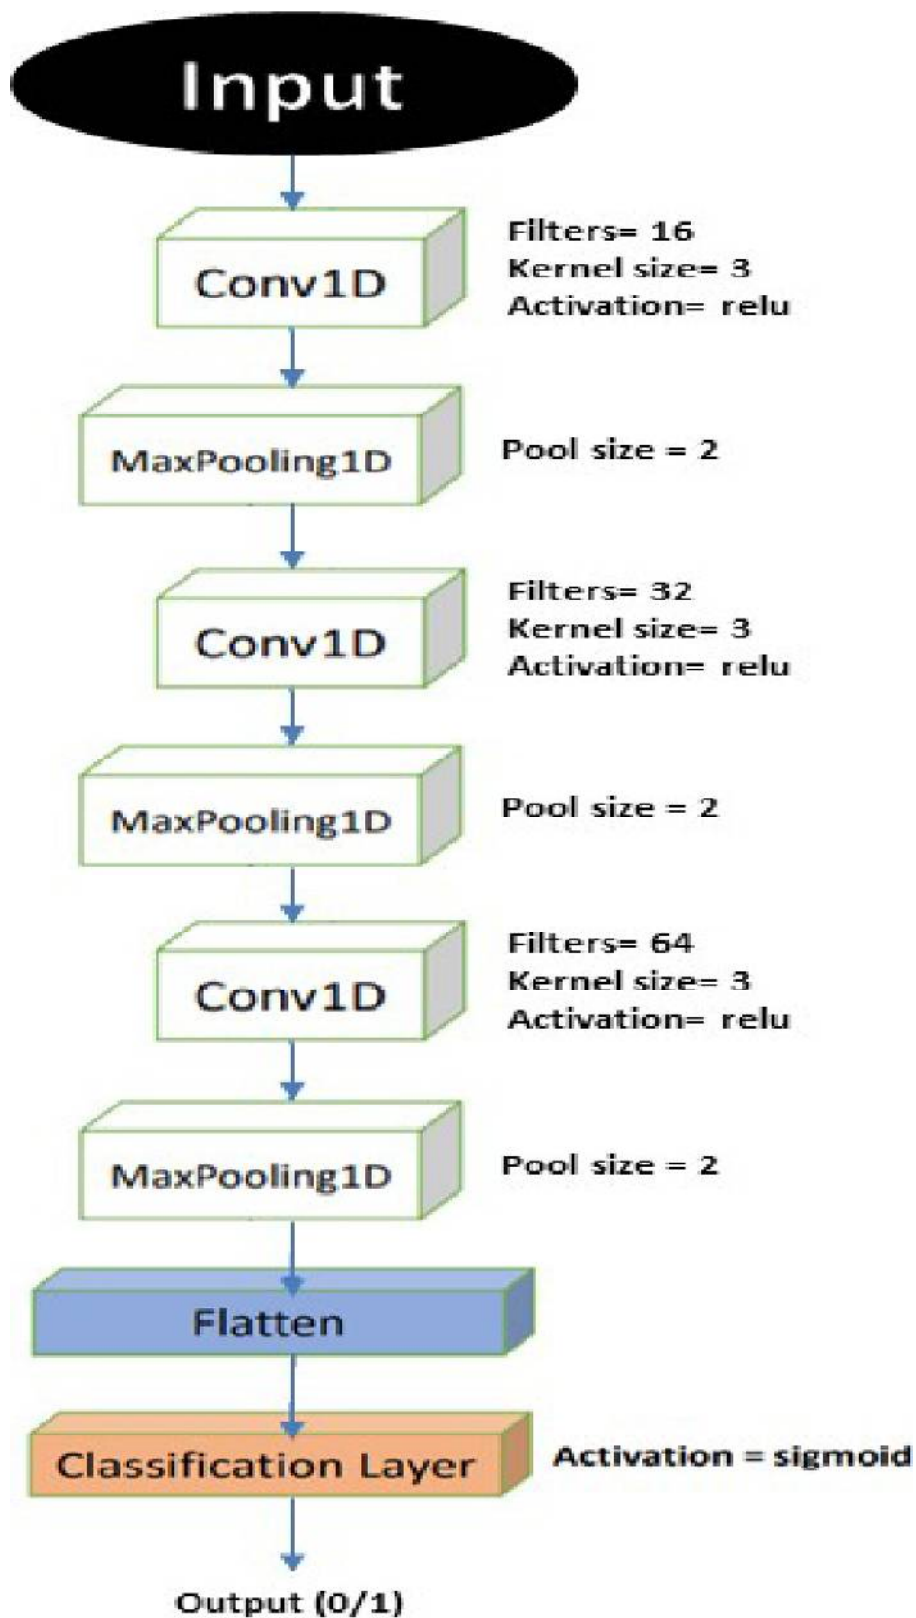 Input
Conv1D
Filters= 16
Kernel size= 3
Activation= relu
MaxPooling1D
Pool size = 2
Conv1D
Filters= 32
Kernel size= 3
Activation= relu
MaxPooling1D
Pool size = 2
Conv1D
Filters= 64
Kernel size= 3
Activation= relu
MaxPooling1D
Pool size = 2
Flatten
Classification Layer
Activation = sigmoid
Output (0/1)